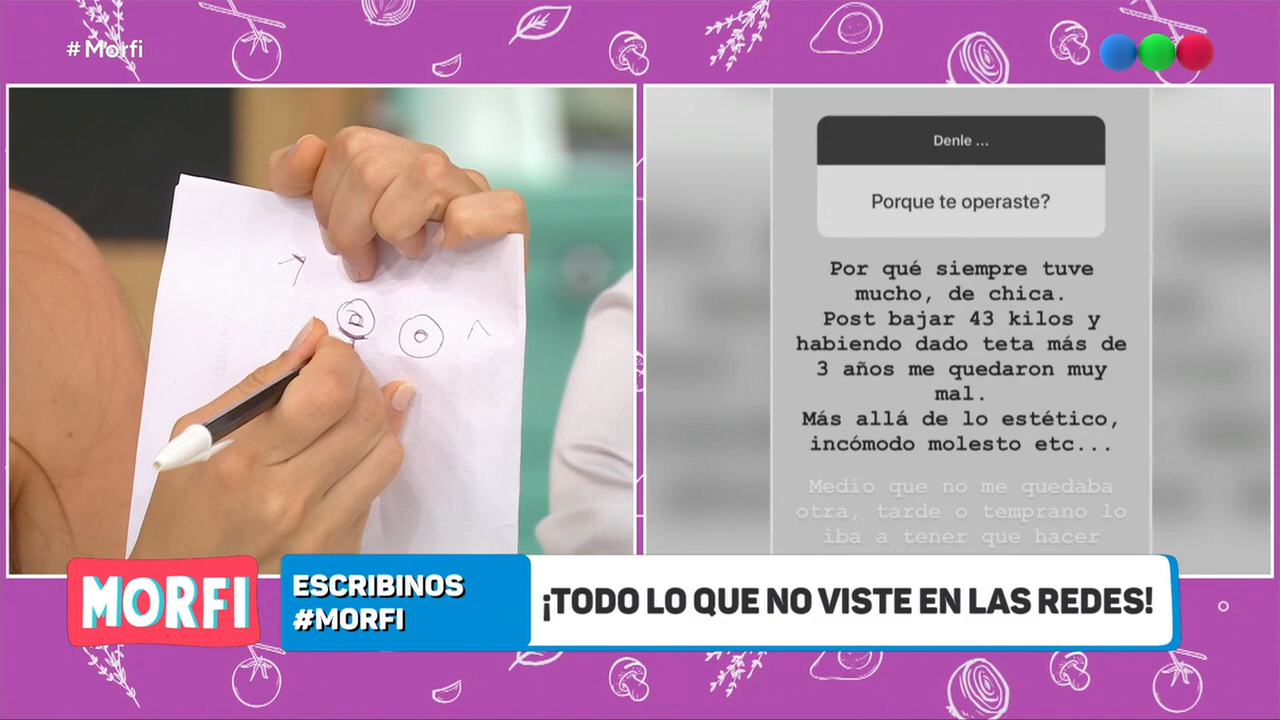 #Morfi
Denle ...
Porque te operaste?
Por qué siempre tuve
mucho, de chica.
Post bajar 43 kilos y
habiendo dado teta más de
3 años me quedaron muy
mal.
Más allá de lo estético,
incómodo molesto etc...
Medio que no me quedaba
otra, tarde o temprano lo
iba a tener que hacer
MORFI
ESCRIBINOS
#MORFI
¡TODO LO QUE NO VISTE EN LAS REDES!